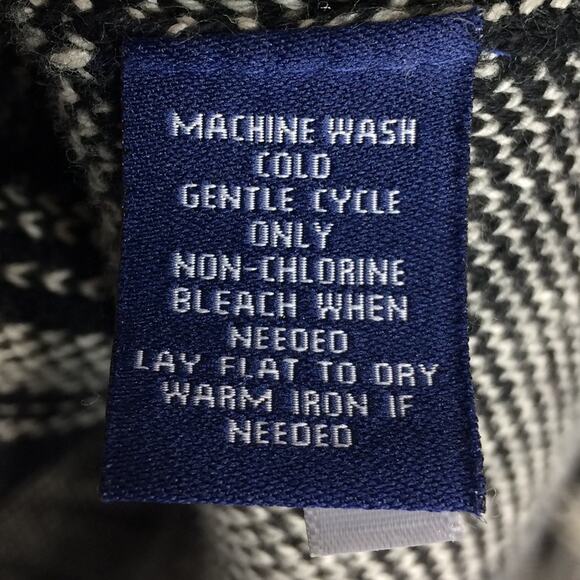 MACHINE WASH
COLD
GENTLE CYCLE
ONLY
NON-CHLORINE
BLEACH WHEN
NEEDED
LAY FLAT TO DRY
WARM IRON IF
NEEDED